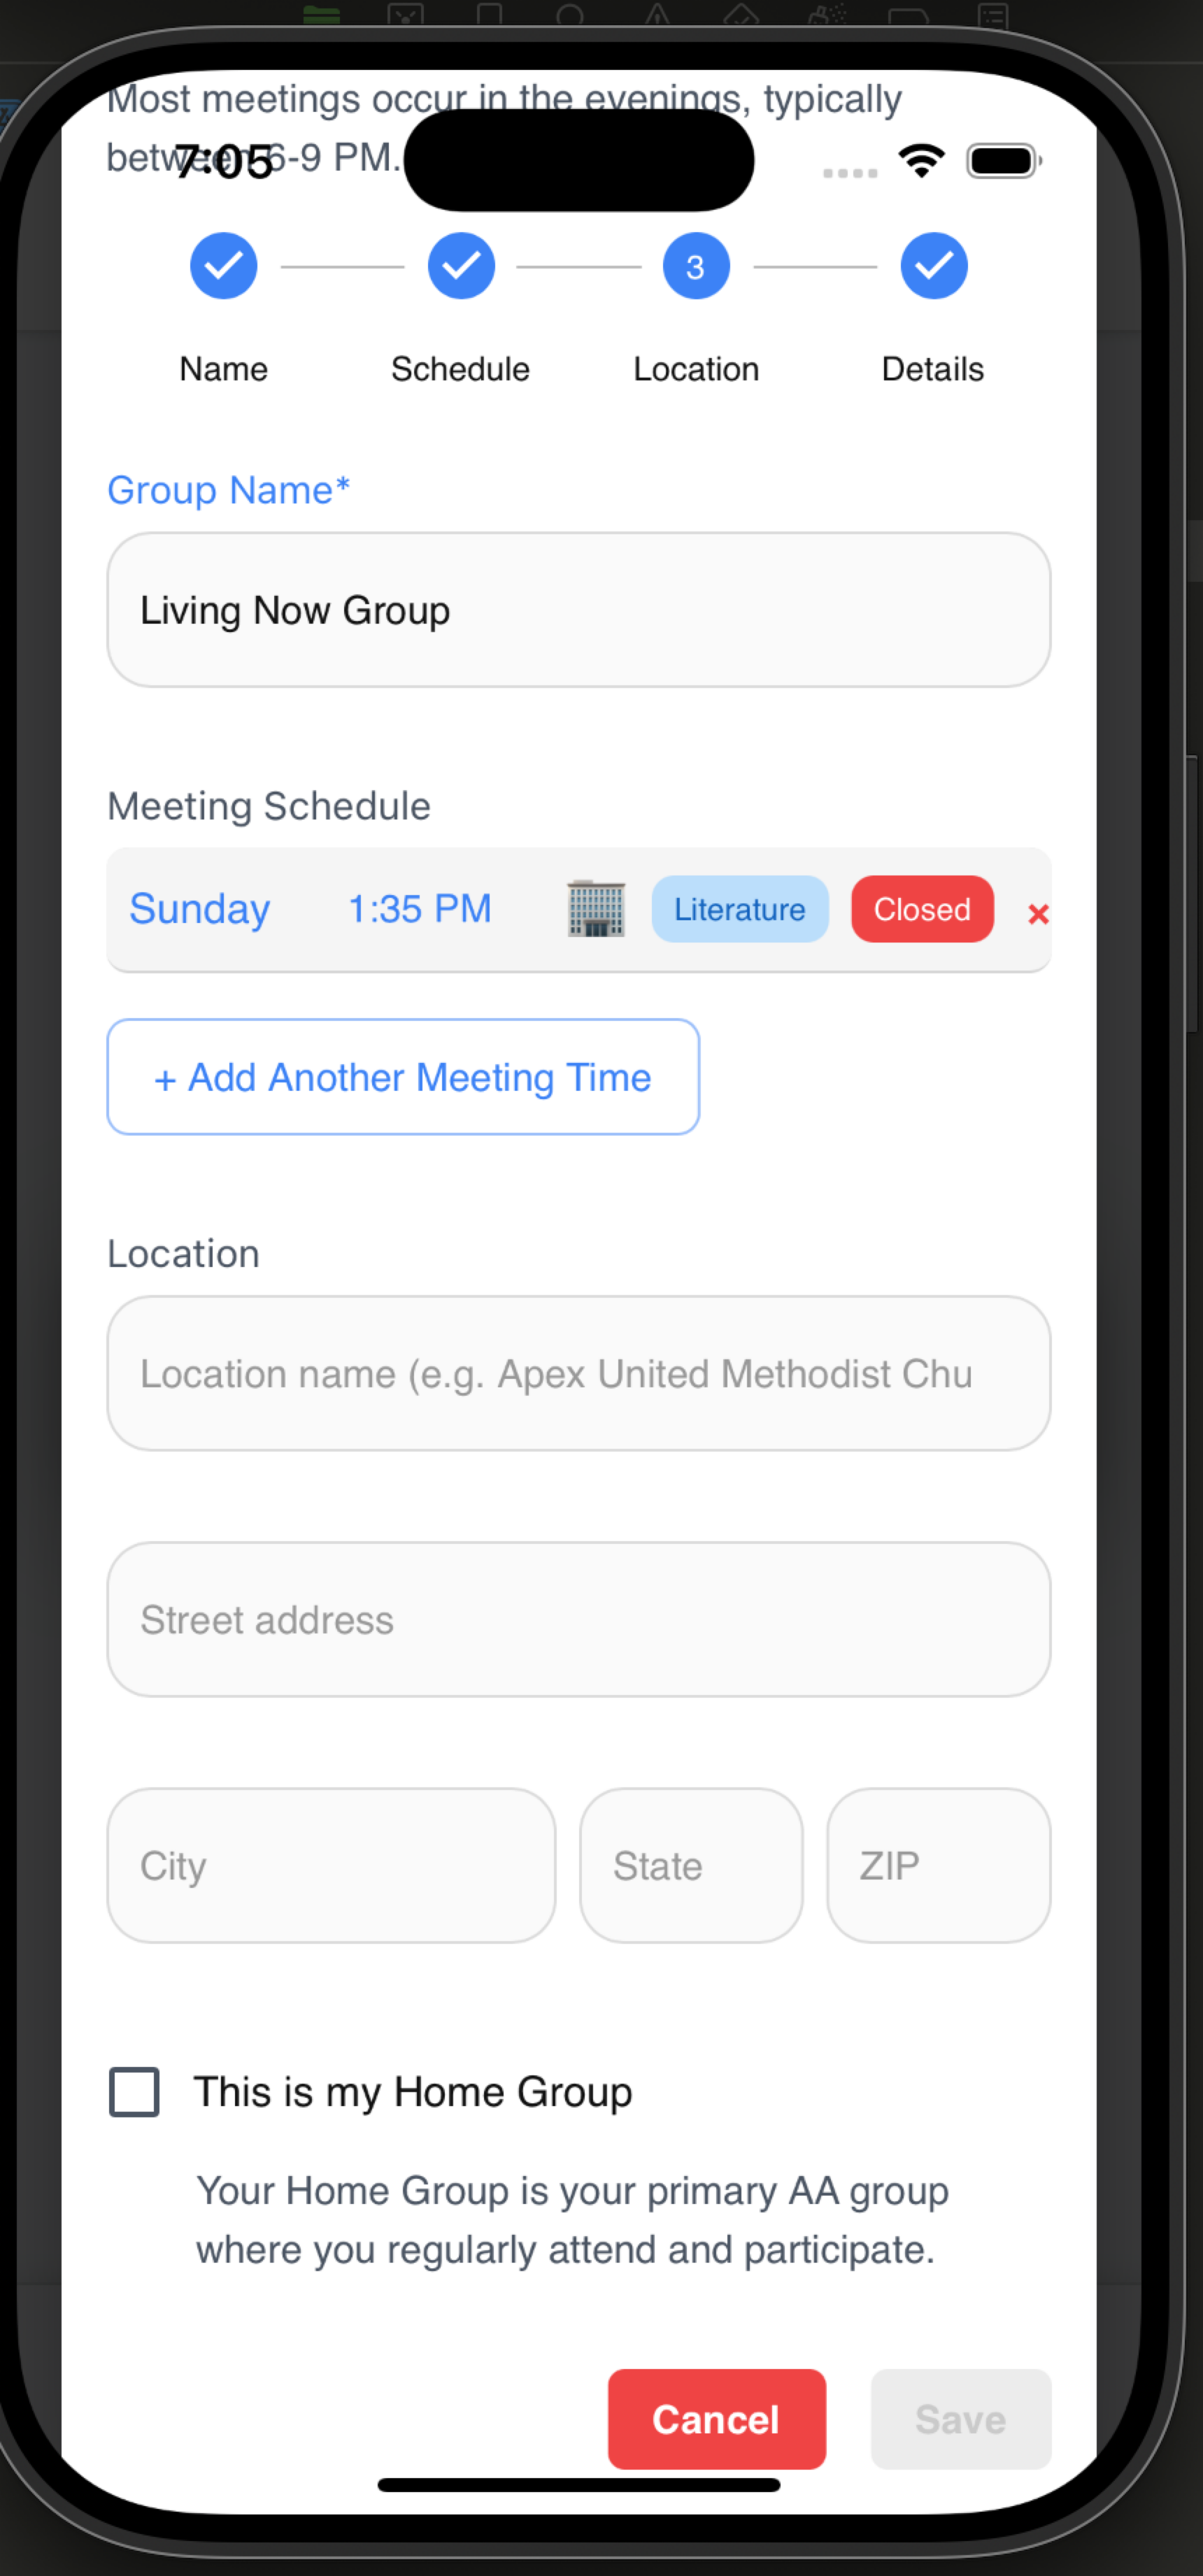 Most meetings occur in the evenings, typically
between 6-9 PM.
7:05
3
Name
Schedule
Location
Details
Group Name*
Living Now Group
Meeting Schedule
Sunday 1:35 PM Literature Closed ×
+ Add Another Meeting Time
Location
Location name (e.g. Apex United Methodist Chu
Street address
City
State
ZIP
This is my Home Group
Your Home Group is your primary AA group
where you regularly attend and participate.
Cancel
Save